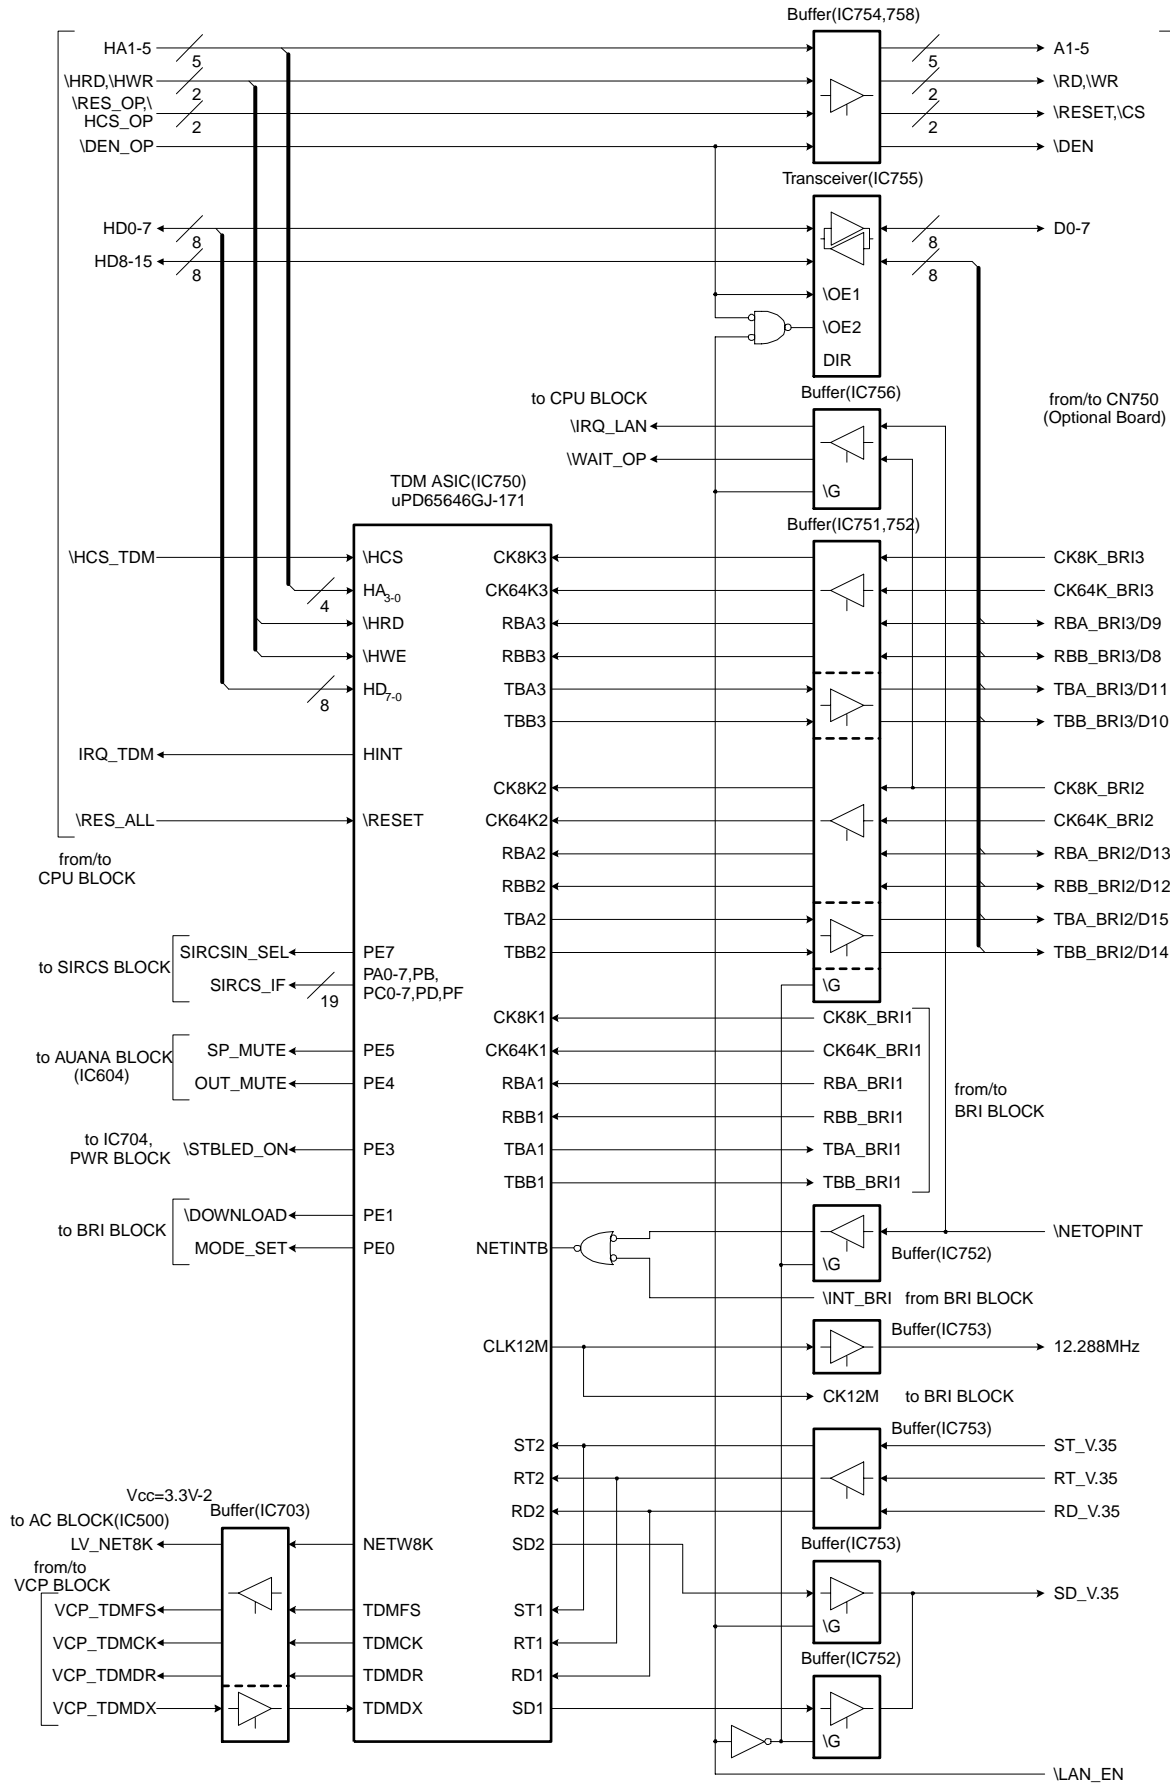 Buffer(IC754,758)
HA1-5
5
5
A1-5
\HRD,\HWR
2
2
\RD,\WR
\RES_OP,\
HCS_OP
2
2
\RESET,\CS
\DEN_OP
\DEN
Transceiver(IC755)
HD0-7
8
8
D0-7
HD8-15
8
8
\OE1
\OE2
DIR
to CPU BLOCK
Buffer(IC756)
from/to CN750
(Optional Board)
\IRQ_LAN
\WAIT_OP
\G
TDM ASIC(IC750)
uPD65646GJ-171
Buffer(IC751,752)
\HCS_TDM
\HCS
CK8K3
CK8K_BRI3
4
HA3-0
CK64K3
CK64K_BRI3
\HRD
RBA3
RBA_BRI3/D9
\HWE
RBB3
RBB_BRI3/D8
8
HD7-0
TBA3
TBA_BRI3/D11
TBB3
TBB_BRI3/D10
IRQ_TDM
HINT
CK8K2
CK8K_BRI2
\RES_ALL
\RESET
CK64K2
CK64K_BRI2
from/to
CPU BLOCK
RBA2
RBA_BRI2/D13
RBB2
RBB_BRI2/D12
TBA2
TBA_BRI2/D15
to SIRCS BLOCK
SIRCSIN_SEL
PE7
TBB2
TBB_BRI2/D14
SIRCS_IF
19
PA0-7,PB,
PC0-7,PD,PF
\G
CK8K1
CK8K_BRI1
to AUANA BLOCK
(IC604)
SP_MUTE
PE5
CK64K1
CK64K_BRI1
OUT_MUTE
PE4
RBA1
RBA_BRI1
from/to
BRI BLOCK
RBB1
RBB_BRI1
to IC704,
PWR BLOCK
\STBLED_ON
PE3
TBA1
TBA_BRI1
TBB1
TBB_BRI1
to BRI BLOCK
\DOWNLOAD
PE1
MODE_SET
PE0
NETINTB
\G
Buffer(IC752)
\NETOPINT
\INT_BRI
from BRI BLOCK
Buffer(IC753)
CLK12M
12.288MHz
CK12M
to BRI BLOCK
Buffer(IC753)
ST2
ST_V.35
RT2
RT_V.35
RD2
RD_V.35
Vcc=3.3V-2
Buffer(IC703)
to AC BLOCK(IC500)
LV_NET8K
NETW8K
SD2
Buffer(IC753)
from/to
VCP BLOCK
SD_V.35
VCP_TDMFS
TDMFS
ST1
\G
VCP_TDMCK
TDMCK
RT1
Buffer(IC752)
VCP_TDMDR
TDMDR
RD1
VCP_TDMDX
TDMDX
SD1
\G
\LAN_EN